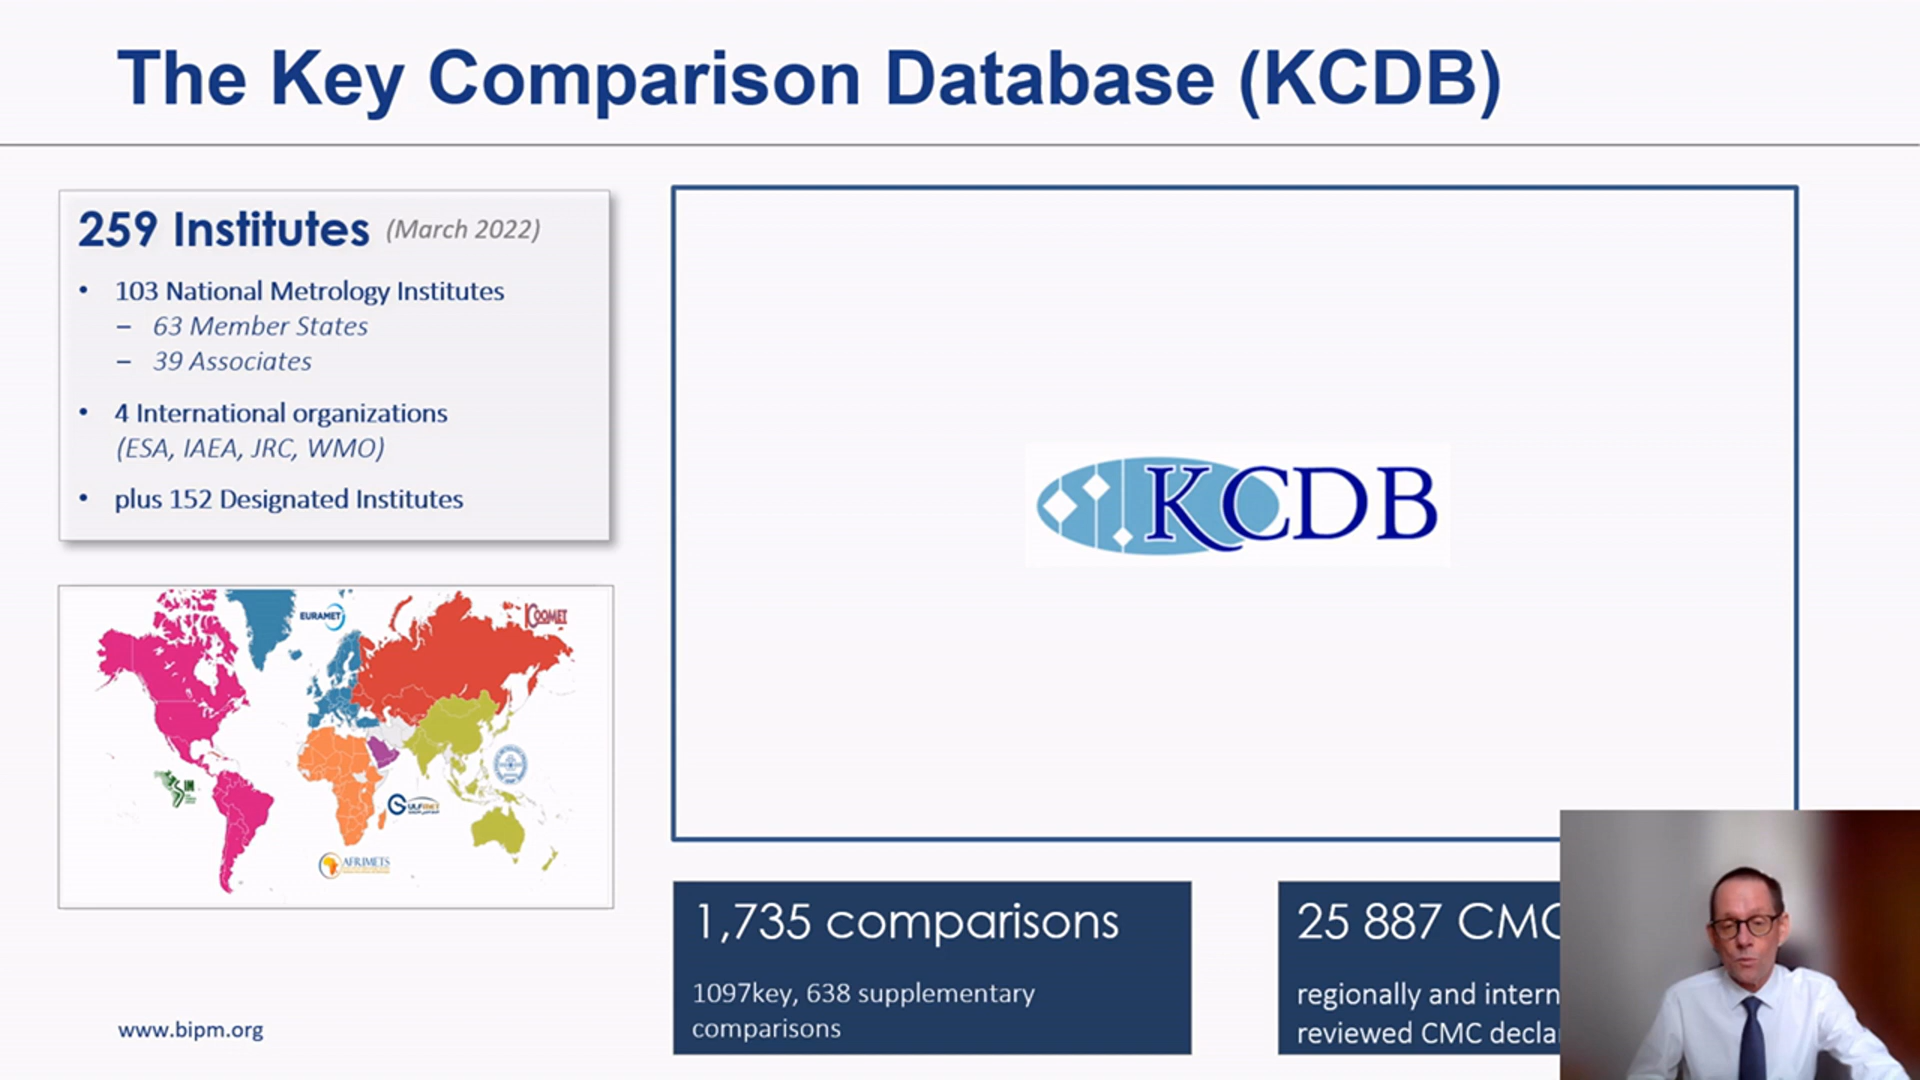 The Key Comparison Database (KCDB)
259 Institutes (March 2022)
• 103 National Metrology Institutes
– 63 Member States
– 39 Associates
• 4 International organizations
(ESA, IAEA, JRC, WMO)
• plus 152 Designated Institutes
KCDB
EURAMET
COOMET
GULFMET
AFRIMETS
1,735 comparisons
1097key, 638 supplementary
comparisons
25 887 CMC
regionally and intern
reviewed CMC decla
www.bipm.org